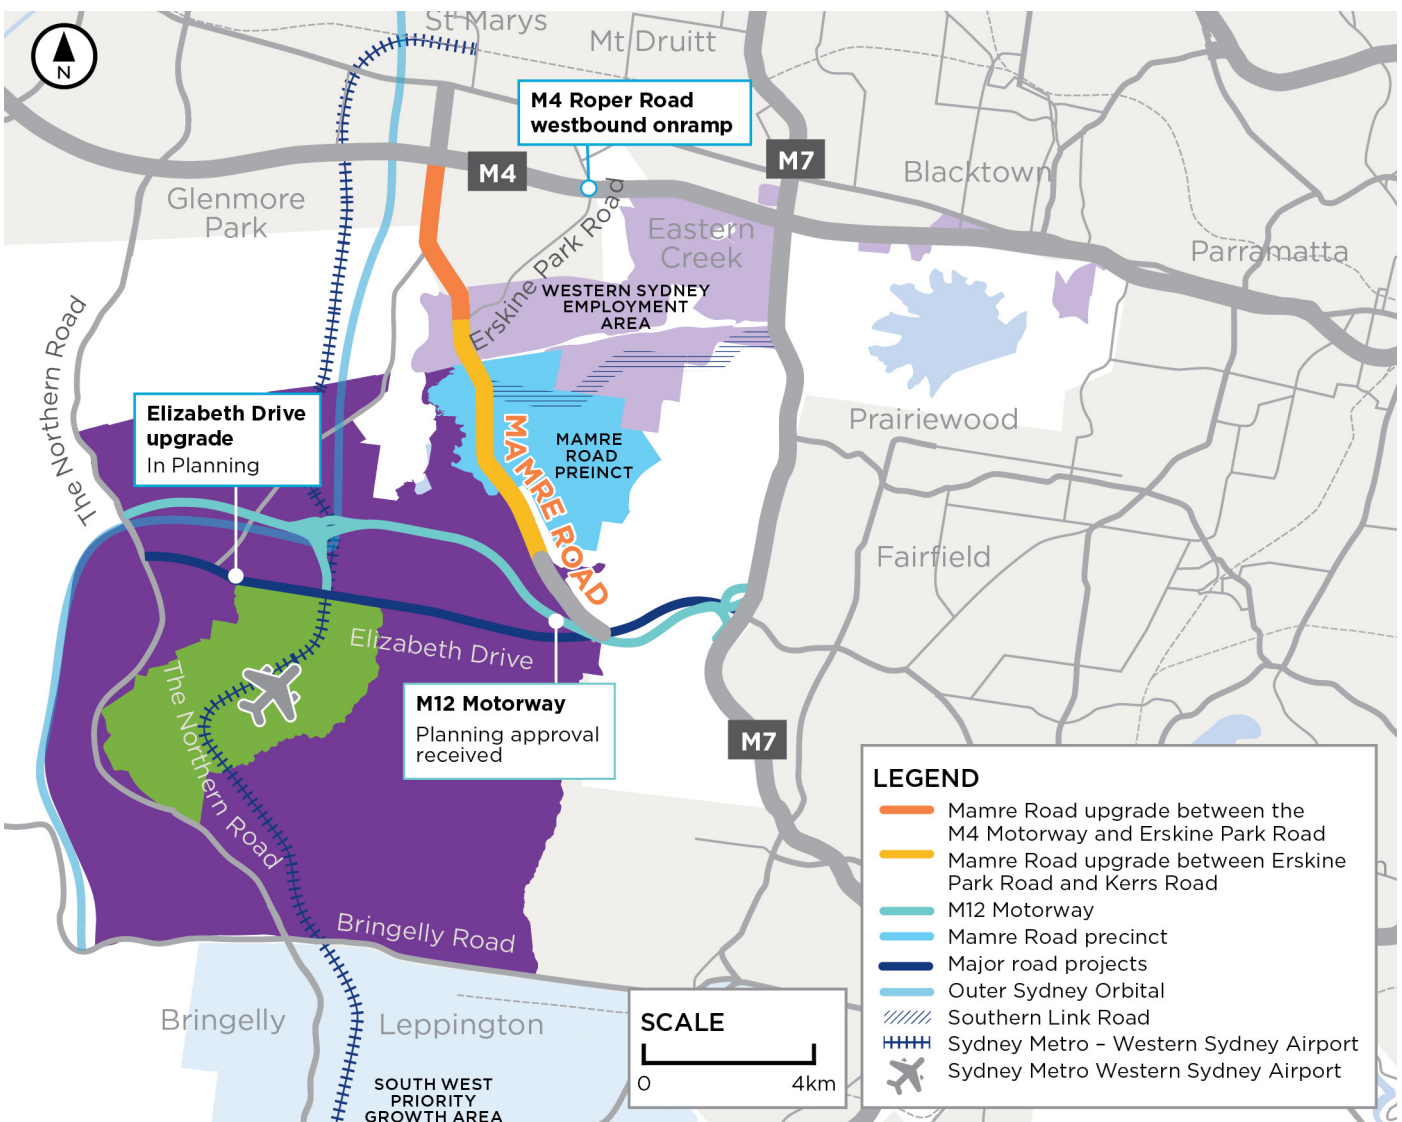 St Marys
Mt Druitt
N
M4 Roper Road
westbound onramp
M4
M7
Blacktown
Glenmore
Park
Erskine Park Road
Eastern
Creek
Parramatta
WESTERN SYDNEY
EMPLOYMENT
AREA
The Northern Road
Elizabeth Drive
upgrade
In Planning
MAMRE ROAD
MAMRE
ROAD
PREINCT
Prairiewood
Fairfield
Elizabeth Drive
The Northern Road
M12 Motorway
Planning approval
received
M7
Bringelly Road
Bringelly
Leppington
SOUTH WEST
PRIORITY
GROWTH AREA
SCALE
0 4km
LEGEND
Mamre Road upgrade between the
M4 Motorway and Erskine Park Road
Mamre Road upgrade between Erskine
Park Road and Kerrs Road
M12 Motorway
Mamre Road precinct
Major road projects
Outer Sydney Orbital
Southern Link Road
Sydney Metro – Western Sydney Airport
Sydney Metro Western Sydney Airport